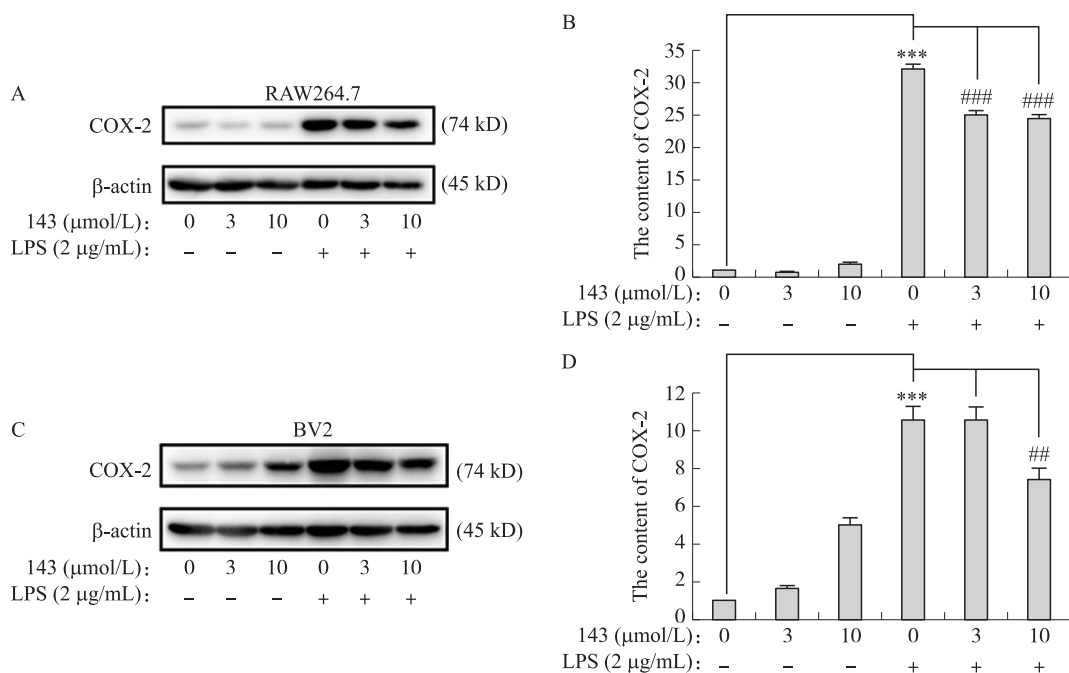 A
RAW264.7
COX-2
(74 kD)
β-actin
(45 kD)
143 (μmol/L): 0 3 10 0 3 10
LPS (2 μg/mL): – – – + + +
B
The content of COX-2
35
30
25
20
15
10
5
0
***
###
###
143 (μmol/L): 0 3 10 0 3 10
LPS (2 μg/mL): – – – + + +
C
BV2
COX-2
(74 kD)
β-actin
(45 kD)
143 (μmol/L): 0 3 10 0 3 10
LPS (2 μg/mL): – – – + + +
D
The content of COX-2
12
10
8
6
4
2
0
***
##
143 (μmol/L): 0 3 10 0 3 10
LPS (2 μg/mL): – – – + + +